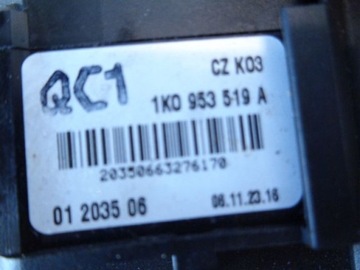 QC1
CZ K03
1K0 953 519 A
20350663276170
01 2035 06
06.11.23.16